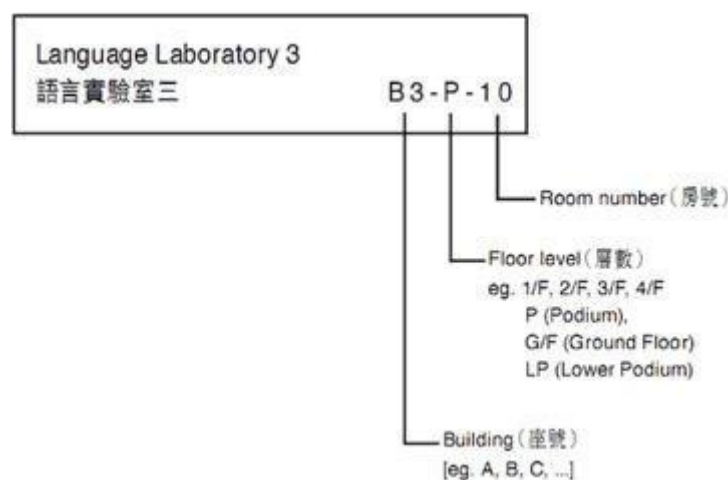 Language Laboratory 3
語言實驗室三
B3-P-10
Room number（房號）
Floor level（層數）
eg. 1/F, 2/F, 3/F, 4/F
P (Podium),
G/F (Ground Floor)
LP (Lower Podium)
Building（座號）
[eg. A, B, C, ...]